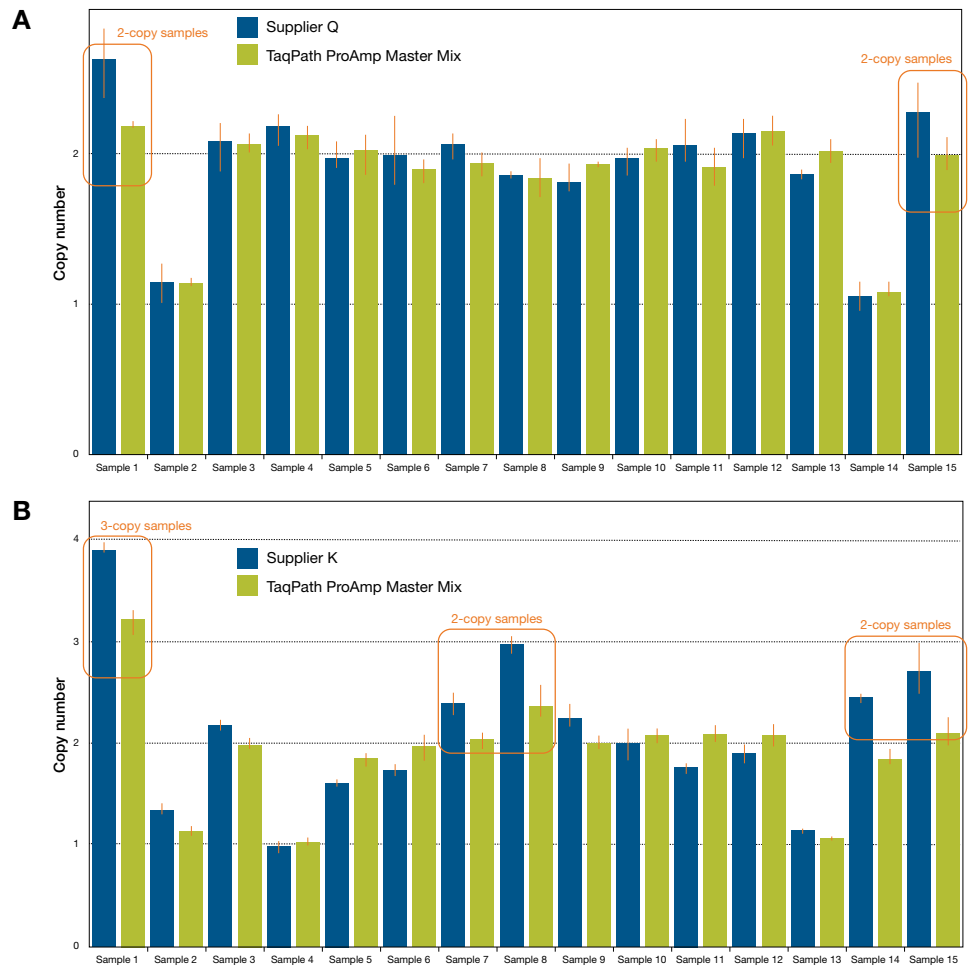 A
2-copy samples
Supplier Q
TaqPath ProAmp Master Mix
2-copy samples
Copy number
2
1
0
Sample 1 Sample 2 Sample 3 Sample 4 Sample 5 Sample 6 Sample 7 Sample 8 Sample 9 Sample 10 Sample 11 Sample 12 Sample 13 Sample 14 Sample 15
B
3-copy samples
Supplier K
TaqPath ProAmp Master Mix
2-copy samples
2-copy samples
Copy number
4
3
2
1
0
Sample 1 Sample 2 Sample 3 Sample 4 Sample 5 Sample 6 Sample 7 Sample 8 Sample 9 Sample 10 Sample 11 Sample 12 Sample 13 Sample 14 Sample 15